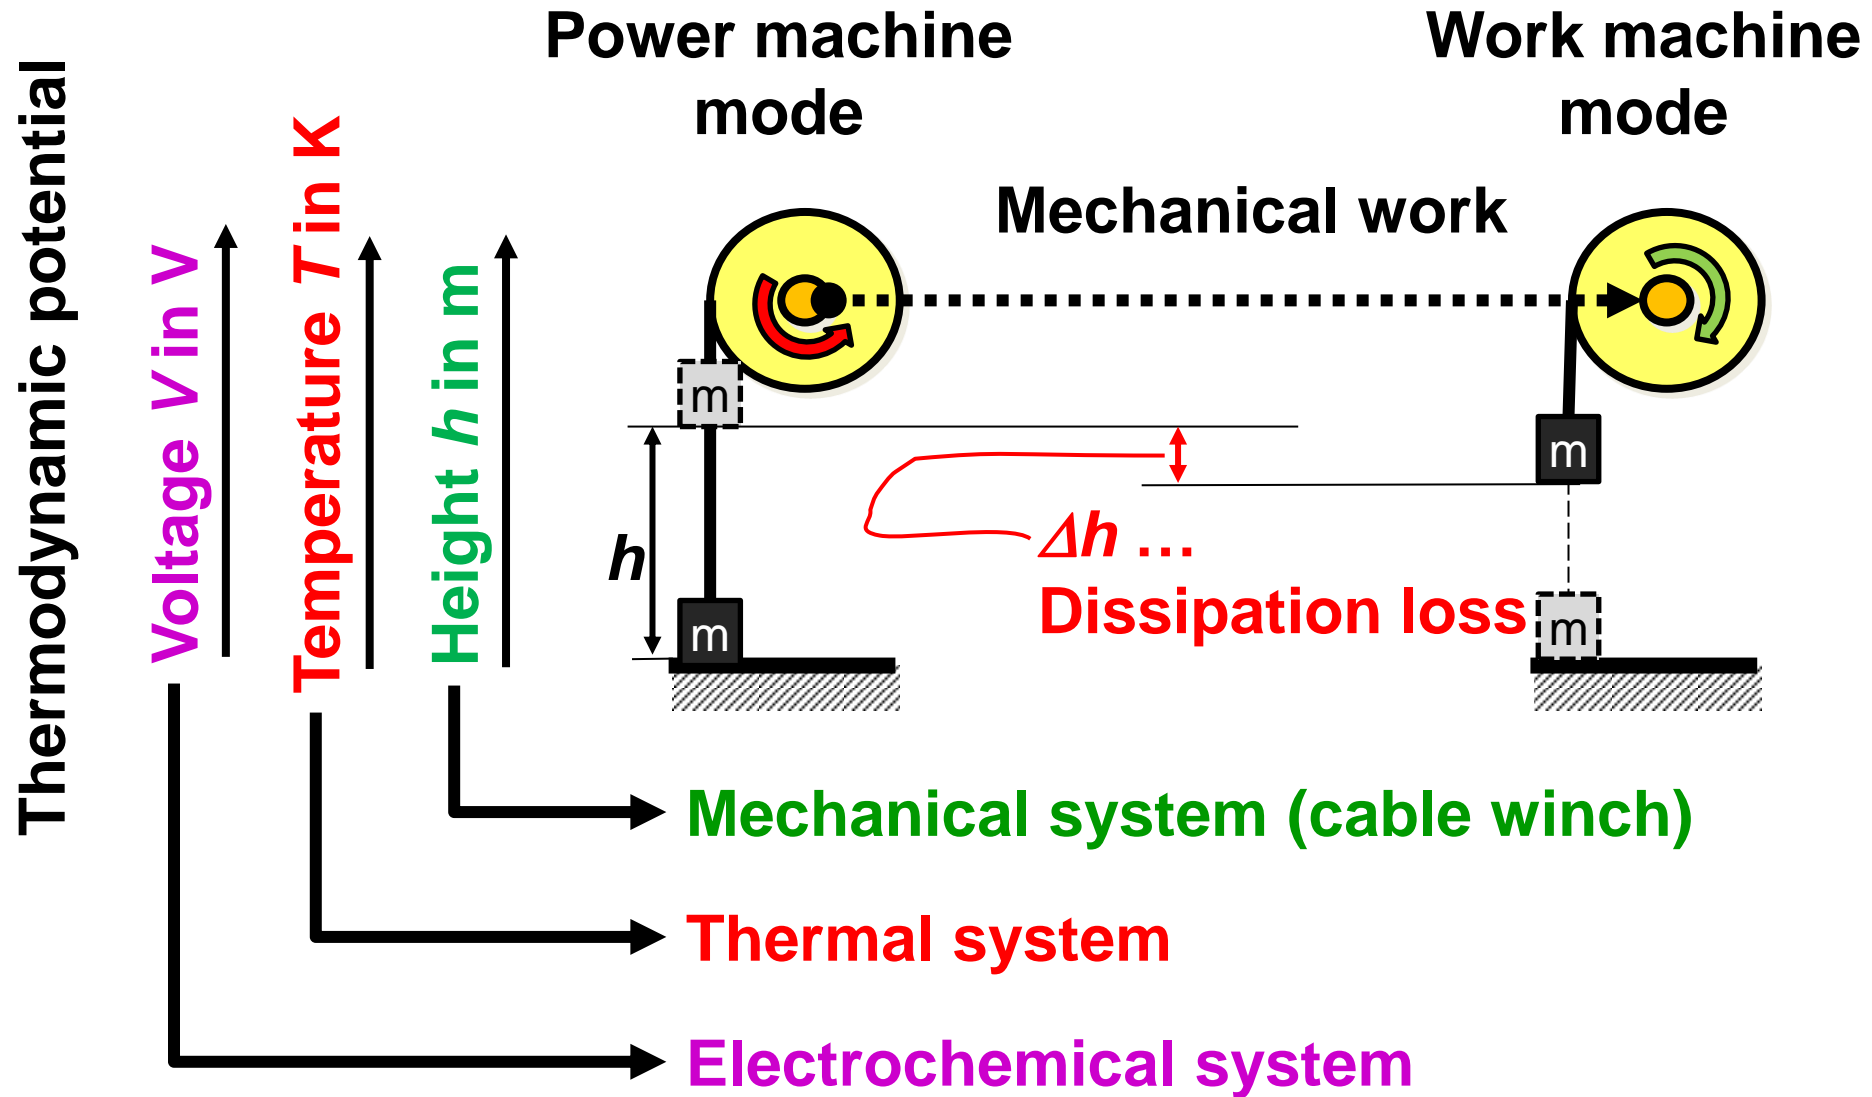 Power machine
mode
Work machine
mode
Thermodynamic potential
Voltage V in V
Temperature T in K
Height h in m
Mechanical work
m
m
h
Δh ...
Dissipation loss
m
m
Mechanical system (cable winch)
Thermal system
Electrochemical system